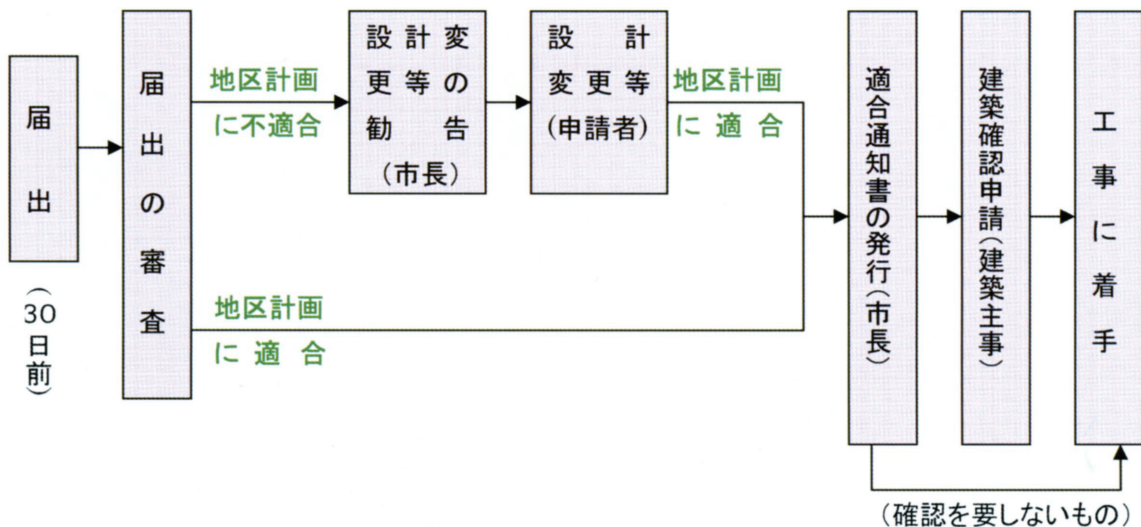 届出
(30日前)
届出の審査
地区計画
に不適合
設計変
更等の
勧告
(市長)
設計
変更等
(申請者)
地区計画
に適合
地区計画
に適合
適合通知書の発行(市長)
建築確認申請(建築主事)
工事に着手
(確認を要しないもの)